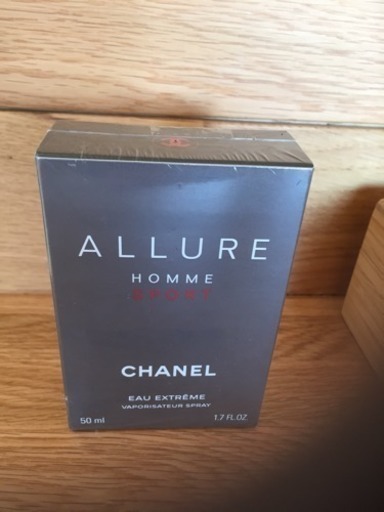 ALLURE
HOMME
SPORT
CHANEL
EAU EXTRÊME
VAPORISATEUR SPRAY
50 ml 1.7 FL.OZ.